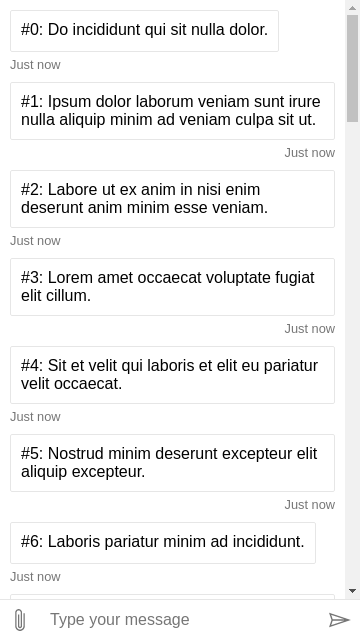 #0: Do incididunt qui sit nulla dolor.
Just now
#1: Ipsum dolor laborum veniam sunt irure
nulla aliquip minim ad veniam culpa sit ut.
Just now
#2: Labore ut ex anim in nisi enim
deserunt anim minim esse veniam.
Just now
#3: Lorem amet occaecat voluptate fugiat
elit cillum.
Just now
#4: Sit et velit qui laboris et elit eu pariatur
velit occaecat.
Just now
#5: Nostrud minim deserunt excepteur elit
aliquip excepteur.
Just now
#6: Laboris pariatur minim ad incididunt.
Just now
Type your message